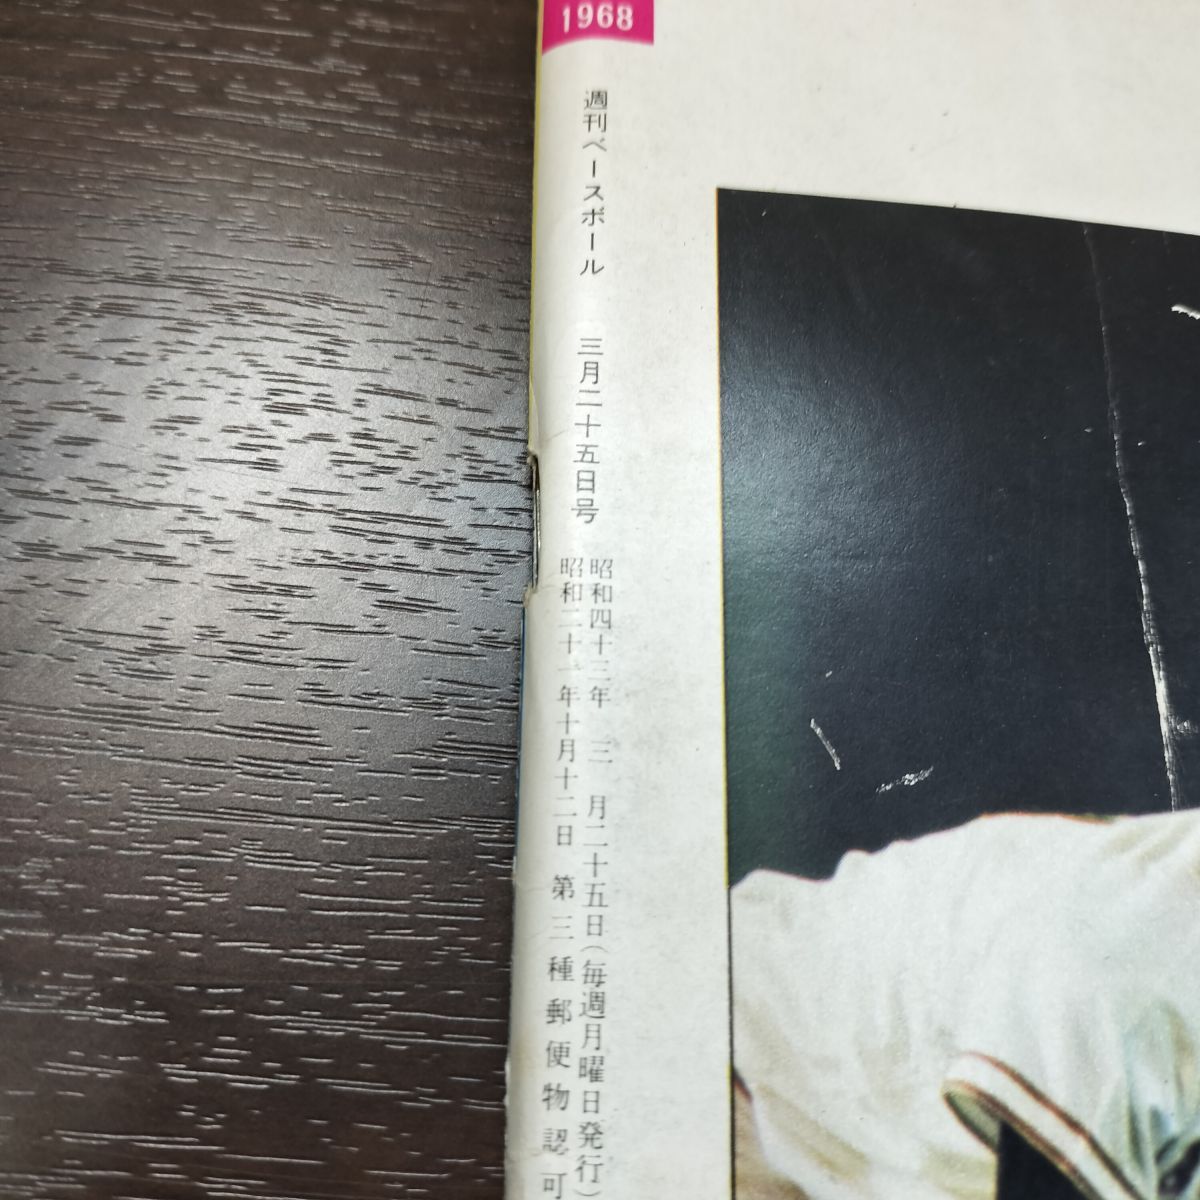 1968
週刊ベースボール 三月二十五日号
昭和四十三年 三月二十五日(毎週月曜日発行)
昭和二十一年十月十二日 第三種郵便物認可